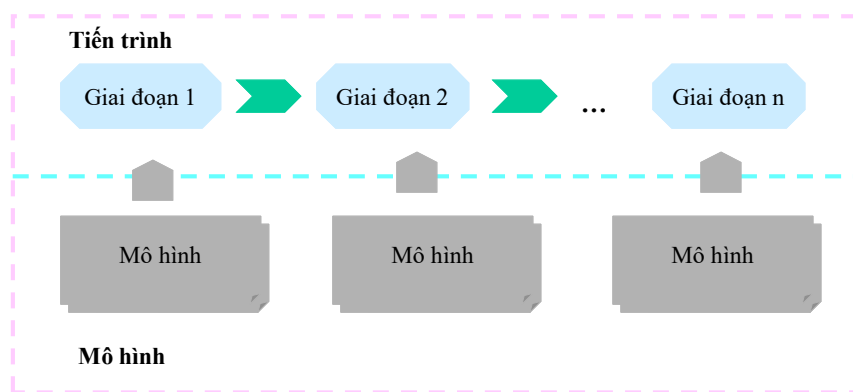 Tiến trình
Giai đoạn 1
Giai đoạn 2
...
Giai đoạn n
Mô hình
Mô hình
Mô hình
Mô hình